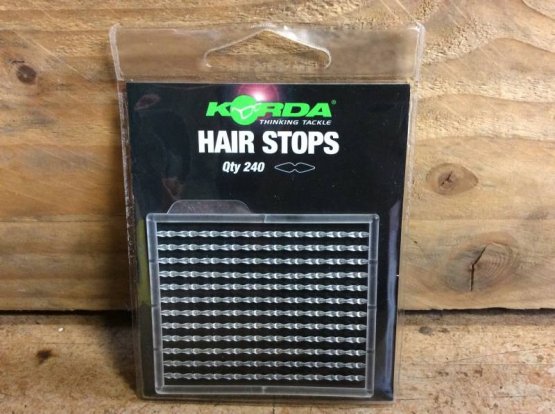 KORDA®
THINKING TACKLE
HAIR STOPS
Qty 240